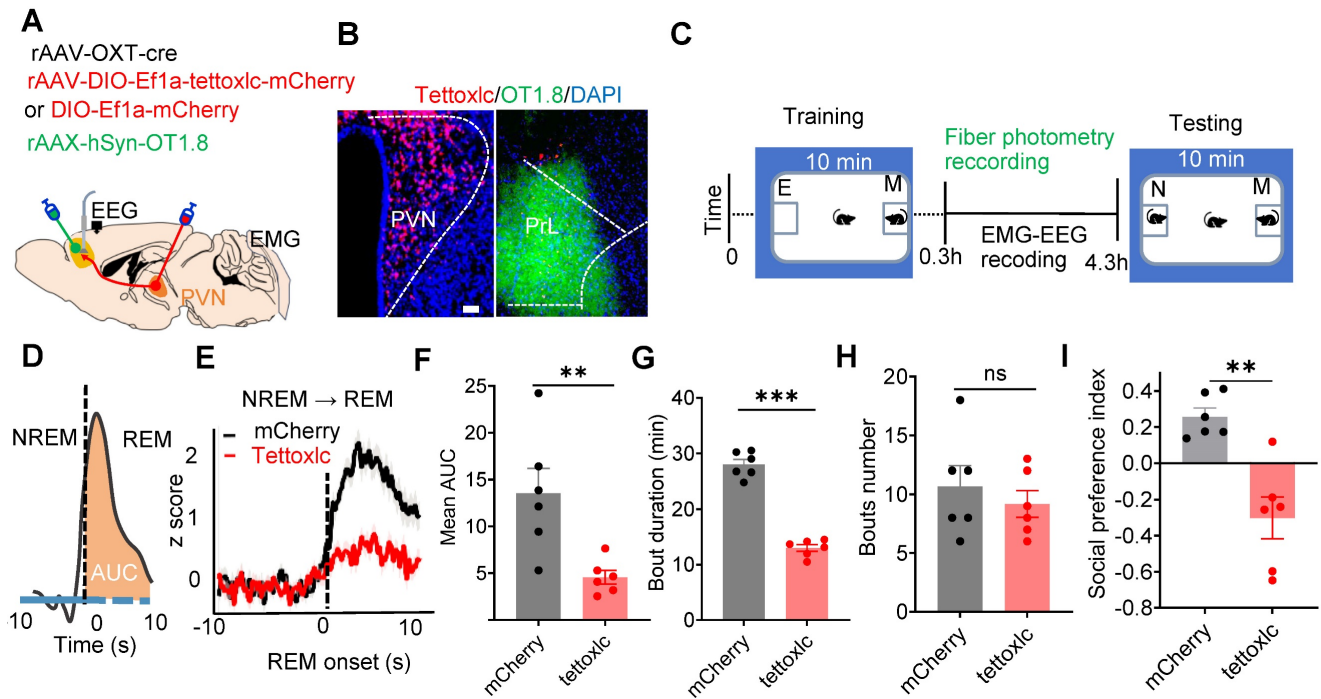 A
rAAV-OXT-cre
rAAV-DIO-Ef1a-tettoxlc-mCherry
or DIO-Ef1a-mCherry
rAAX-hSyn-OT1.8
EEG
EMG
PVN
B
Tettoxlc/OT1.8/DAPI
PVN
PrL
C
Training
10 min
E
M
Time
0
Fiber photometry
reccording
0.3h
EMG-EEG
recoding
4.3h
Testing
10 min
N
M
D
NREM
REM
AUC
-10
0
10
Time (s)
E
NREM → REM
mCherry
Tettoxlc
z score
2
1
0
-10
0
10
REM onset (s)
F
**
Mean AUC
25
20
15
10
5
mCherry
tettoxlc
G
***
Bout duration (min)
40
30
20
10
0
mCherry
tettoxlc
H
ns
Bouts number
20
15
10
5
0
mCherry
tettoxlc
I
**
Social preference index
0.4
0.2
0.0
-0.2
-0.4
-0.6
-0.8
mCherry
tettoxlc